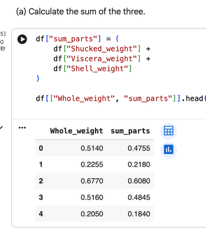 (a) Calculate the sum of the three.
df["sum_parts"] = (
df["Shucked_weight"] +
df["Viscera_weight"] +
df["Shell_weight"]
)
df[["Whole_weight", "sum_parts"]].head(
Whole_weight sum_parts
0 0.5140 0.4755
1 0.2255 0.2180
2 0.6770 0.6080
3 0.5160 0.4845
4 0.2050 0.1840